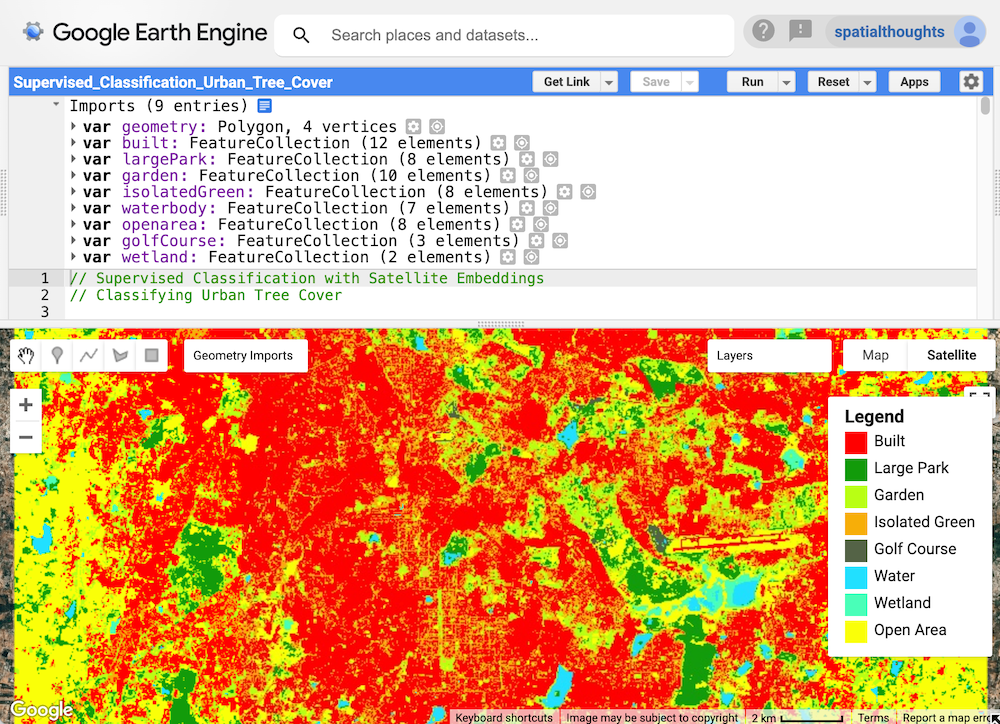 Google Earth Engine
Search places and datasets...
spatialthoughts
Supervised_Classification_Urban_Tree_Cover
Get Link
Save
Run
Reset
Apps
Imports (9 entries)
var geometry: Polygon, 4 vertices
var built: FeatureCollection (12 elements)
var largePark: FeatureCollection (8 elements)
var garden: FeatureCollection (10 elements)
var isolatedGreen: FeatureCollection (8 elements)
var waterbody: FeatureCollection (7 elements)
var openarea: FeatureCollection (8 elements)
var golfCourse: FeatureCollection (3 elements)
var wetland: FeatureCollection (2 elements)
1 // Supervised Classification with Satellite Embeddings
2 // Classifying Urban Tree Cover
3
Geometry Imports
Layers
Map
Satellite
+
−
Legend
Built
Large Park
Garden
Isolated Green
Golf Course
Water
Wetland
Open Area
Google
Keyboard shortcuts
Image may be subject to copyright
2 km
Terms
Report a map error